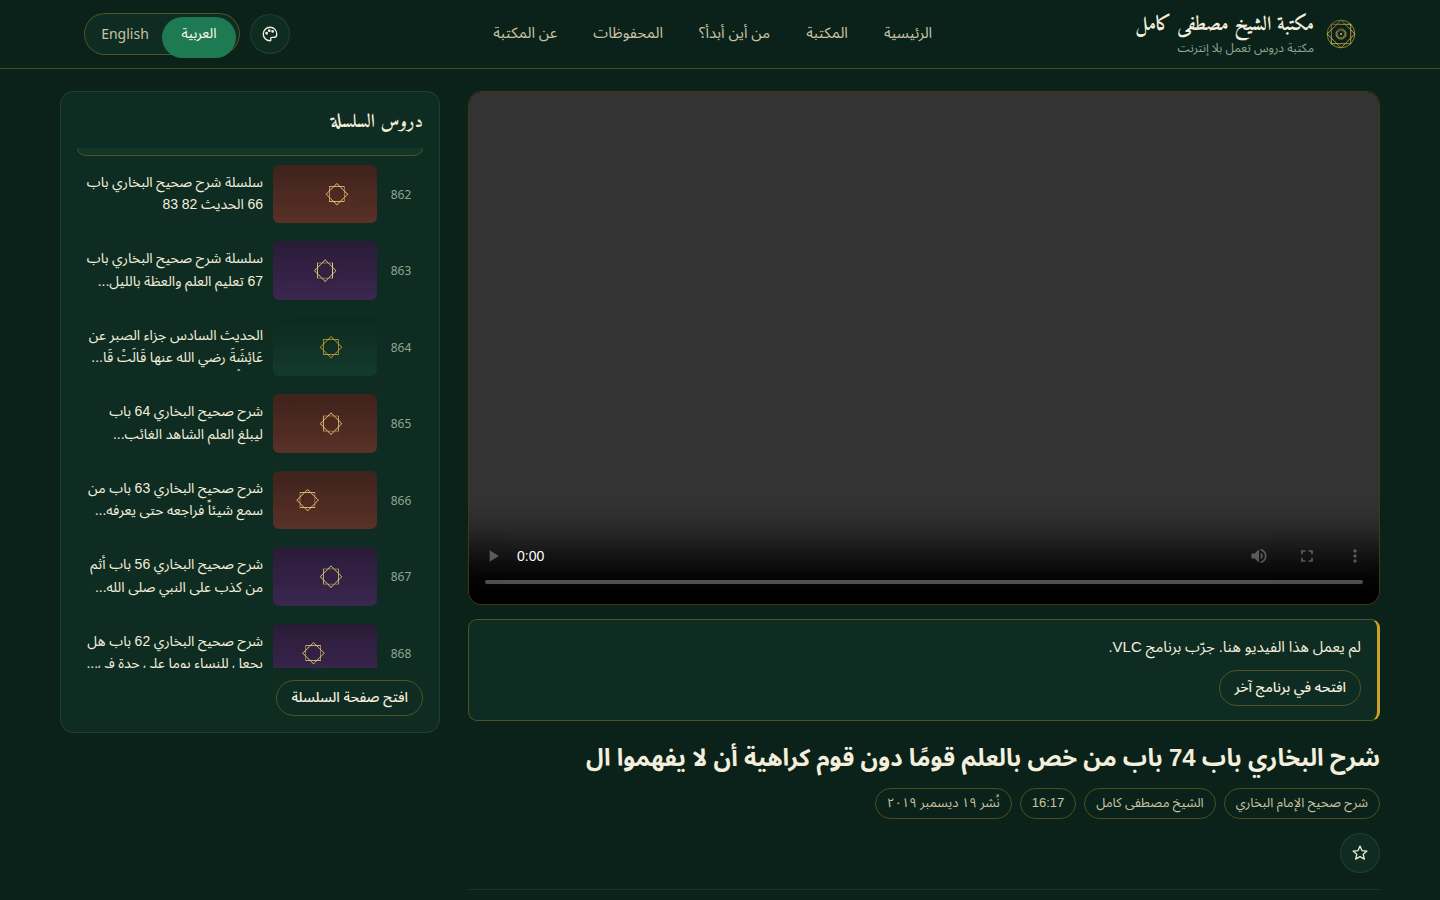 مكتبة الشيخ مصطفى كامل
مكتبة دروس تعمل بلا إنترنت
الرئيسية
المكتبة
من أين أبدأ؟
المحفوظات
عن المكتبة
العربية
English
0:00
لم يعمل هذا الفيديو هنا. جرّب برنامج VLC.
افتحه في برنامج آخر
شرح البخاري باب 74 باب من خص بالعلم قومًا دون قوم كراهية أن لا يفهموا ال
شرح صحيح الإمام البخاري
الشيخ مصطفى كامل
16:17
نُشر ١٩ ديسمبر ٢٠١٩
دروس السلسلة
862
سلسلة شرح صحيح البخاري باب
66 الحديث 82 83
863
سلسلة شرح صحيح البخاري باب
67 تعليم العلم والعظة بالليل...
864
الحديث السادس جزاء الصبر عن
عَائِشَةَ رضي الله عنها قَالَتْ قَا...
865
شرح صحيح البخاري 64 باب
ليبلغ العلم الشاهد الغائب...
866
شرح صحيح البخاري 63 باب من
سمع شيئاً فراجعه حتى يعرفه...
867
شرح صحيح البخاري 56 باب أثم
من كذب على النبي صلى الله...
868
شرح صحيح البخاري 62 باب هل
يجعل للنساء يوما على حدة في...
افتح صفحة السلسلة